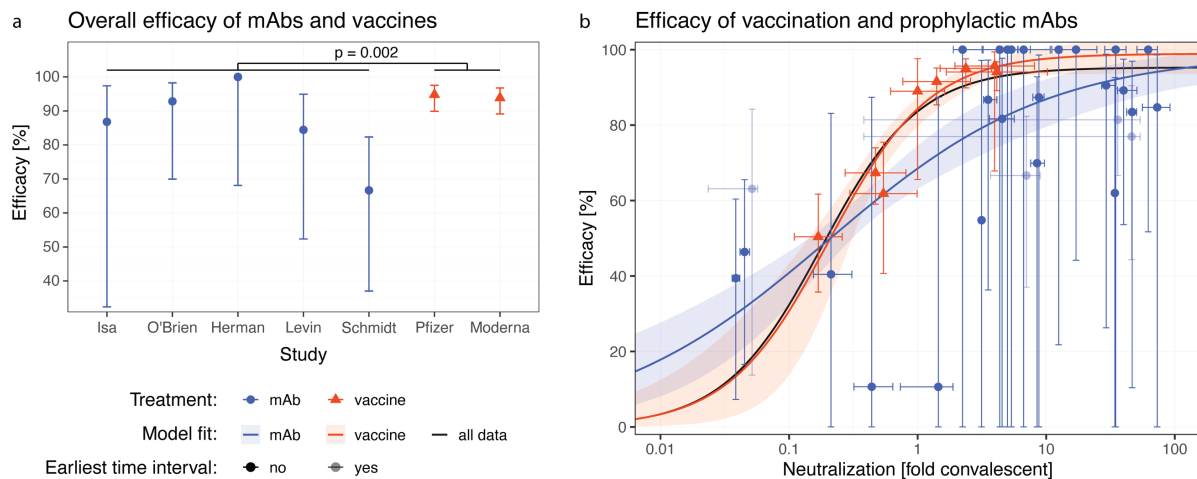 a
Overall efficacy of mAbs and vaccines
p = 0.002
100
90
80
70
60
50
40
Efficacy [%]
Isa
O'Brien
Herman
Levin
Schmidt
Pfizer
Moderna
Study
Treatment: mAb vaccine
Model fit: mAb vaccine all data
Earliest time interval: no yes
b
Efficacy of vaccination and prophylactic mAbs
100
80
60
40
20
0
Efficacy [%]
0.01
0.1
1
10
100
Neutralization [fold convalescent]